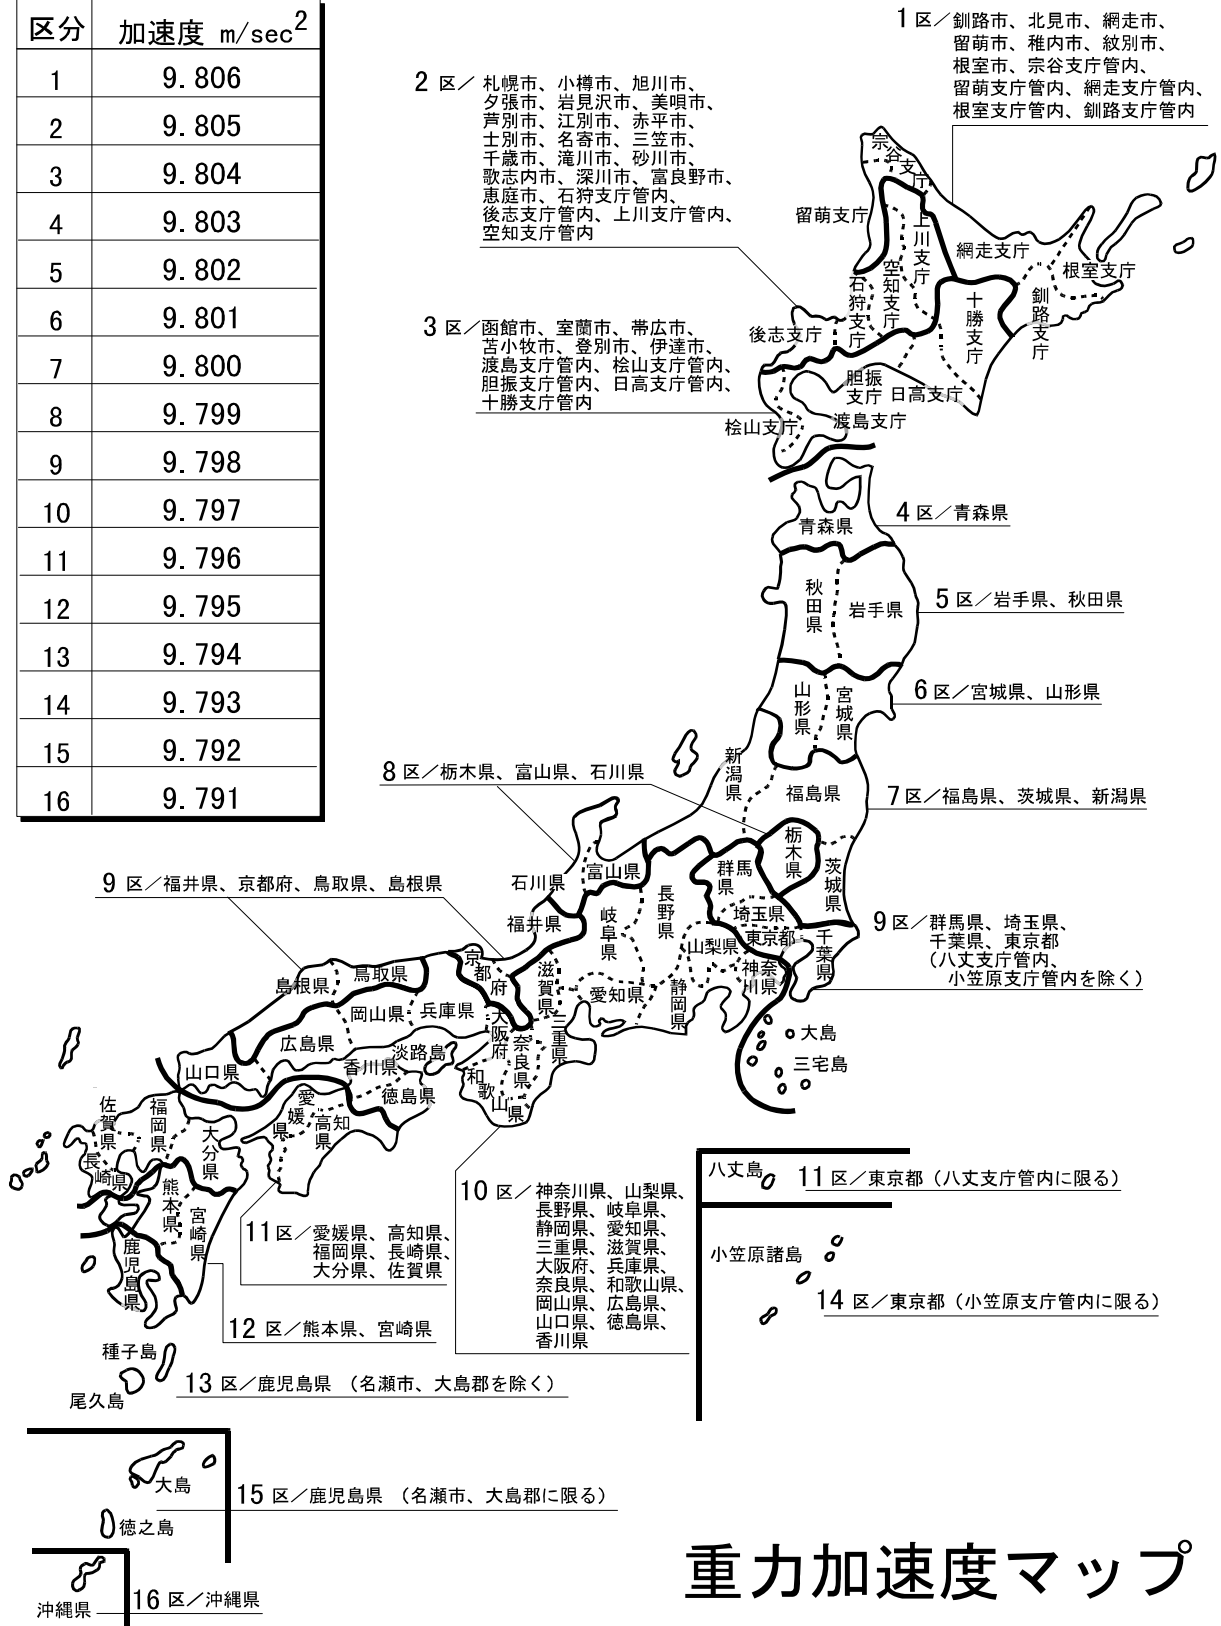 区分 加速度 m/sec2
1 9.806
2 9.805
3 9.804
4 9.803
5 9.802
6 9.801
7 9.800
8 9.799
9 9.798
10 9.797
11 9.796
12 9.795
13 9.794
14 9.793
15 9.792
16 9.791
1 区／釧路市、北見市、網走市、
留萌市、稚内市、紋別市、
根室市、宗谷支庁管内、
留萌支庁管内、網走支庁管内、
根室支庁管内、釧路支庁管内
2 区／札幌市、小樽市、旭川市、
夕張市、岩見沢市、美唄市、
芦別市、江別市、赤平市、
士別市、名寄市、三笠市、
千歳市、滝川市、砂川市、
歌志内市、深川市、富良野市、
恵庭市、石狩支庁管内、
後志支庁管内、上川支庁管内、
空知支庁管内
3 区／函館市、室蘭市、帯広市、
苫小牧市、登別市、伊達市、
渡島支庁管内、桧山支庁管内、
胆振支庁管内、日高支庁管内、
十勝支庁管内
宗谷支庁
留萌支庁
上川支庁
網走支庁
根室支庁
空知支庁
石狩支庁
釧路支庁
十勝支庁
後志支庁
胆振
支庁
日高支庁
渡島支庁
桧山支庁
4 区／青森県
青森県
5 区／岩手県、秋田県
秋田県
岩手県
6 区／宮城県、山形県
山形県
宮城県
7 区／福島県、茨城県、新潟県
新潟県
福島県
8 区／栃木県、富山県、石川県
栃木県
茨城県
群馬
県
富山県
石川県
長野県
埼玉県
9 区／福井県、京都府、鳥取県、島根県
9 区／群馬県、埼玉県、
千葉県、東京都
（八丈支庁管内、
小笠原支庁管内を除く）
福井県
岐阜県
山梨県
東京都
千葉県
神奈
川県
京都府
滋賀県
愛知県
静岡県
鳥取県
島根県
岡山県
兵庫県
大阪府
奈良県
三重県
広島県
淡路島
山口県
香川県
徳島県
和歌山県
愛媛県
高知
県
大島
三宅島
佐賀県
福岡県
大分県
長崎県
熊本県
宮崎県
鹿児島県
10 区／神奈川県、山梨県、
長野県、岐阜県、
静岡県、愛知県、
三重県、滋賀県、
大阪府、兵庫県、
奈良県、和歌山県、
岡山県、広島県、
山口県、徳島県、
香川県
11 区／愛媛県、高知県、
福岡県、長崎県、
大分県、佐賀県
八丈島
11 区／東京都（八丈支庁管内に限る）
小笠原諸島
14 区／東京都（小笠原支庁管内に限る）
12 区／熊本県、宮崎県
種子島
尾久島
13 区／鹿児島県 （名瀬市、大島郡を除く）
大島
15 区／鹿児島県 （名瀬市、大島郡に限る）
徳之島
沖縄県
16 区／沖縄県
重力加速度マップ